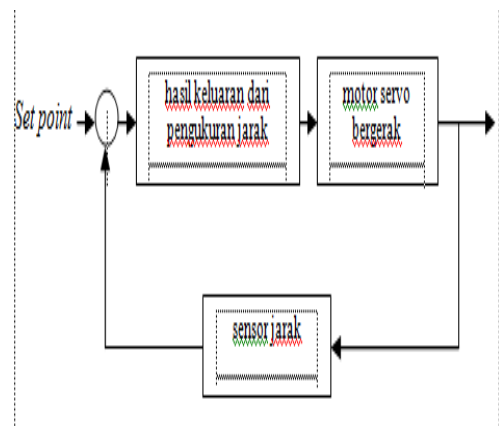 Set point
hasil keluaran dari
pengukuran jarak
motor servo
bergerak
sensor jarak